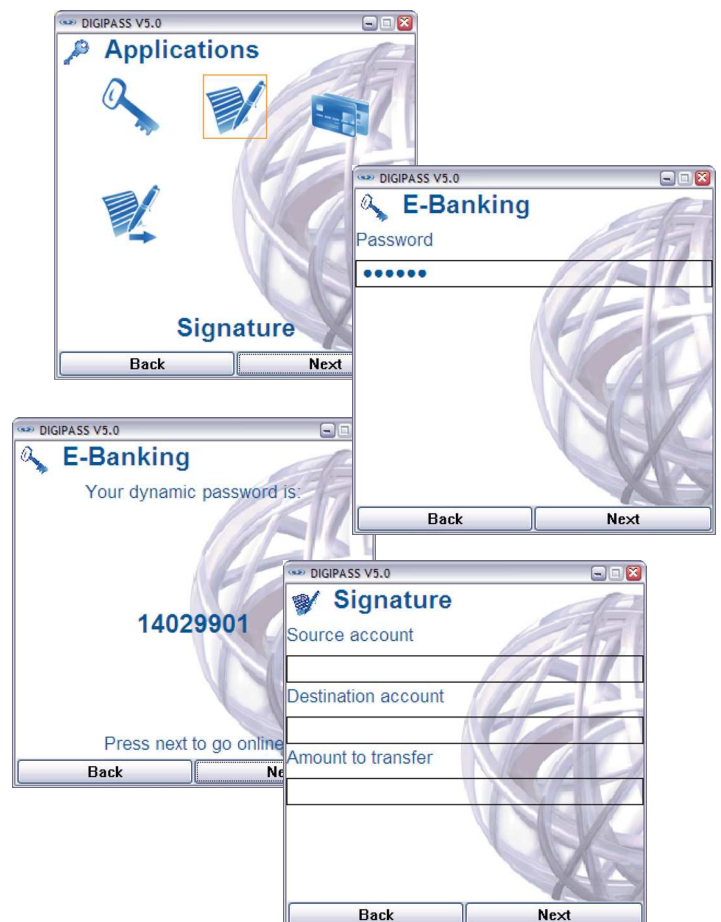 DIGIPASS V5.0
Applications
Signature
Back Next
DIGIPASS V5.0
E-Banking
Password
Back Next
DIGIPASS V5.0
E-Banking
Your dynamic password is:
14029901
Press next to go online
Back Ne
DIGIPASS V5.0
Signature
Source account
Destination account
Amount to transfer
Back Next